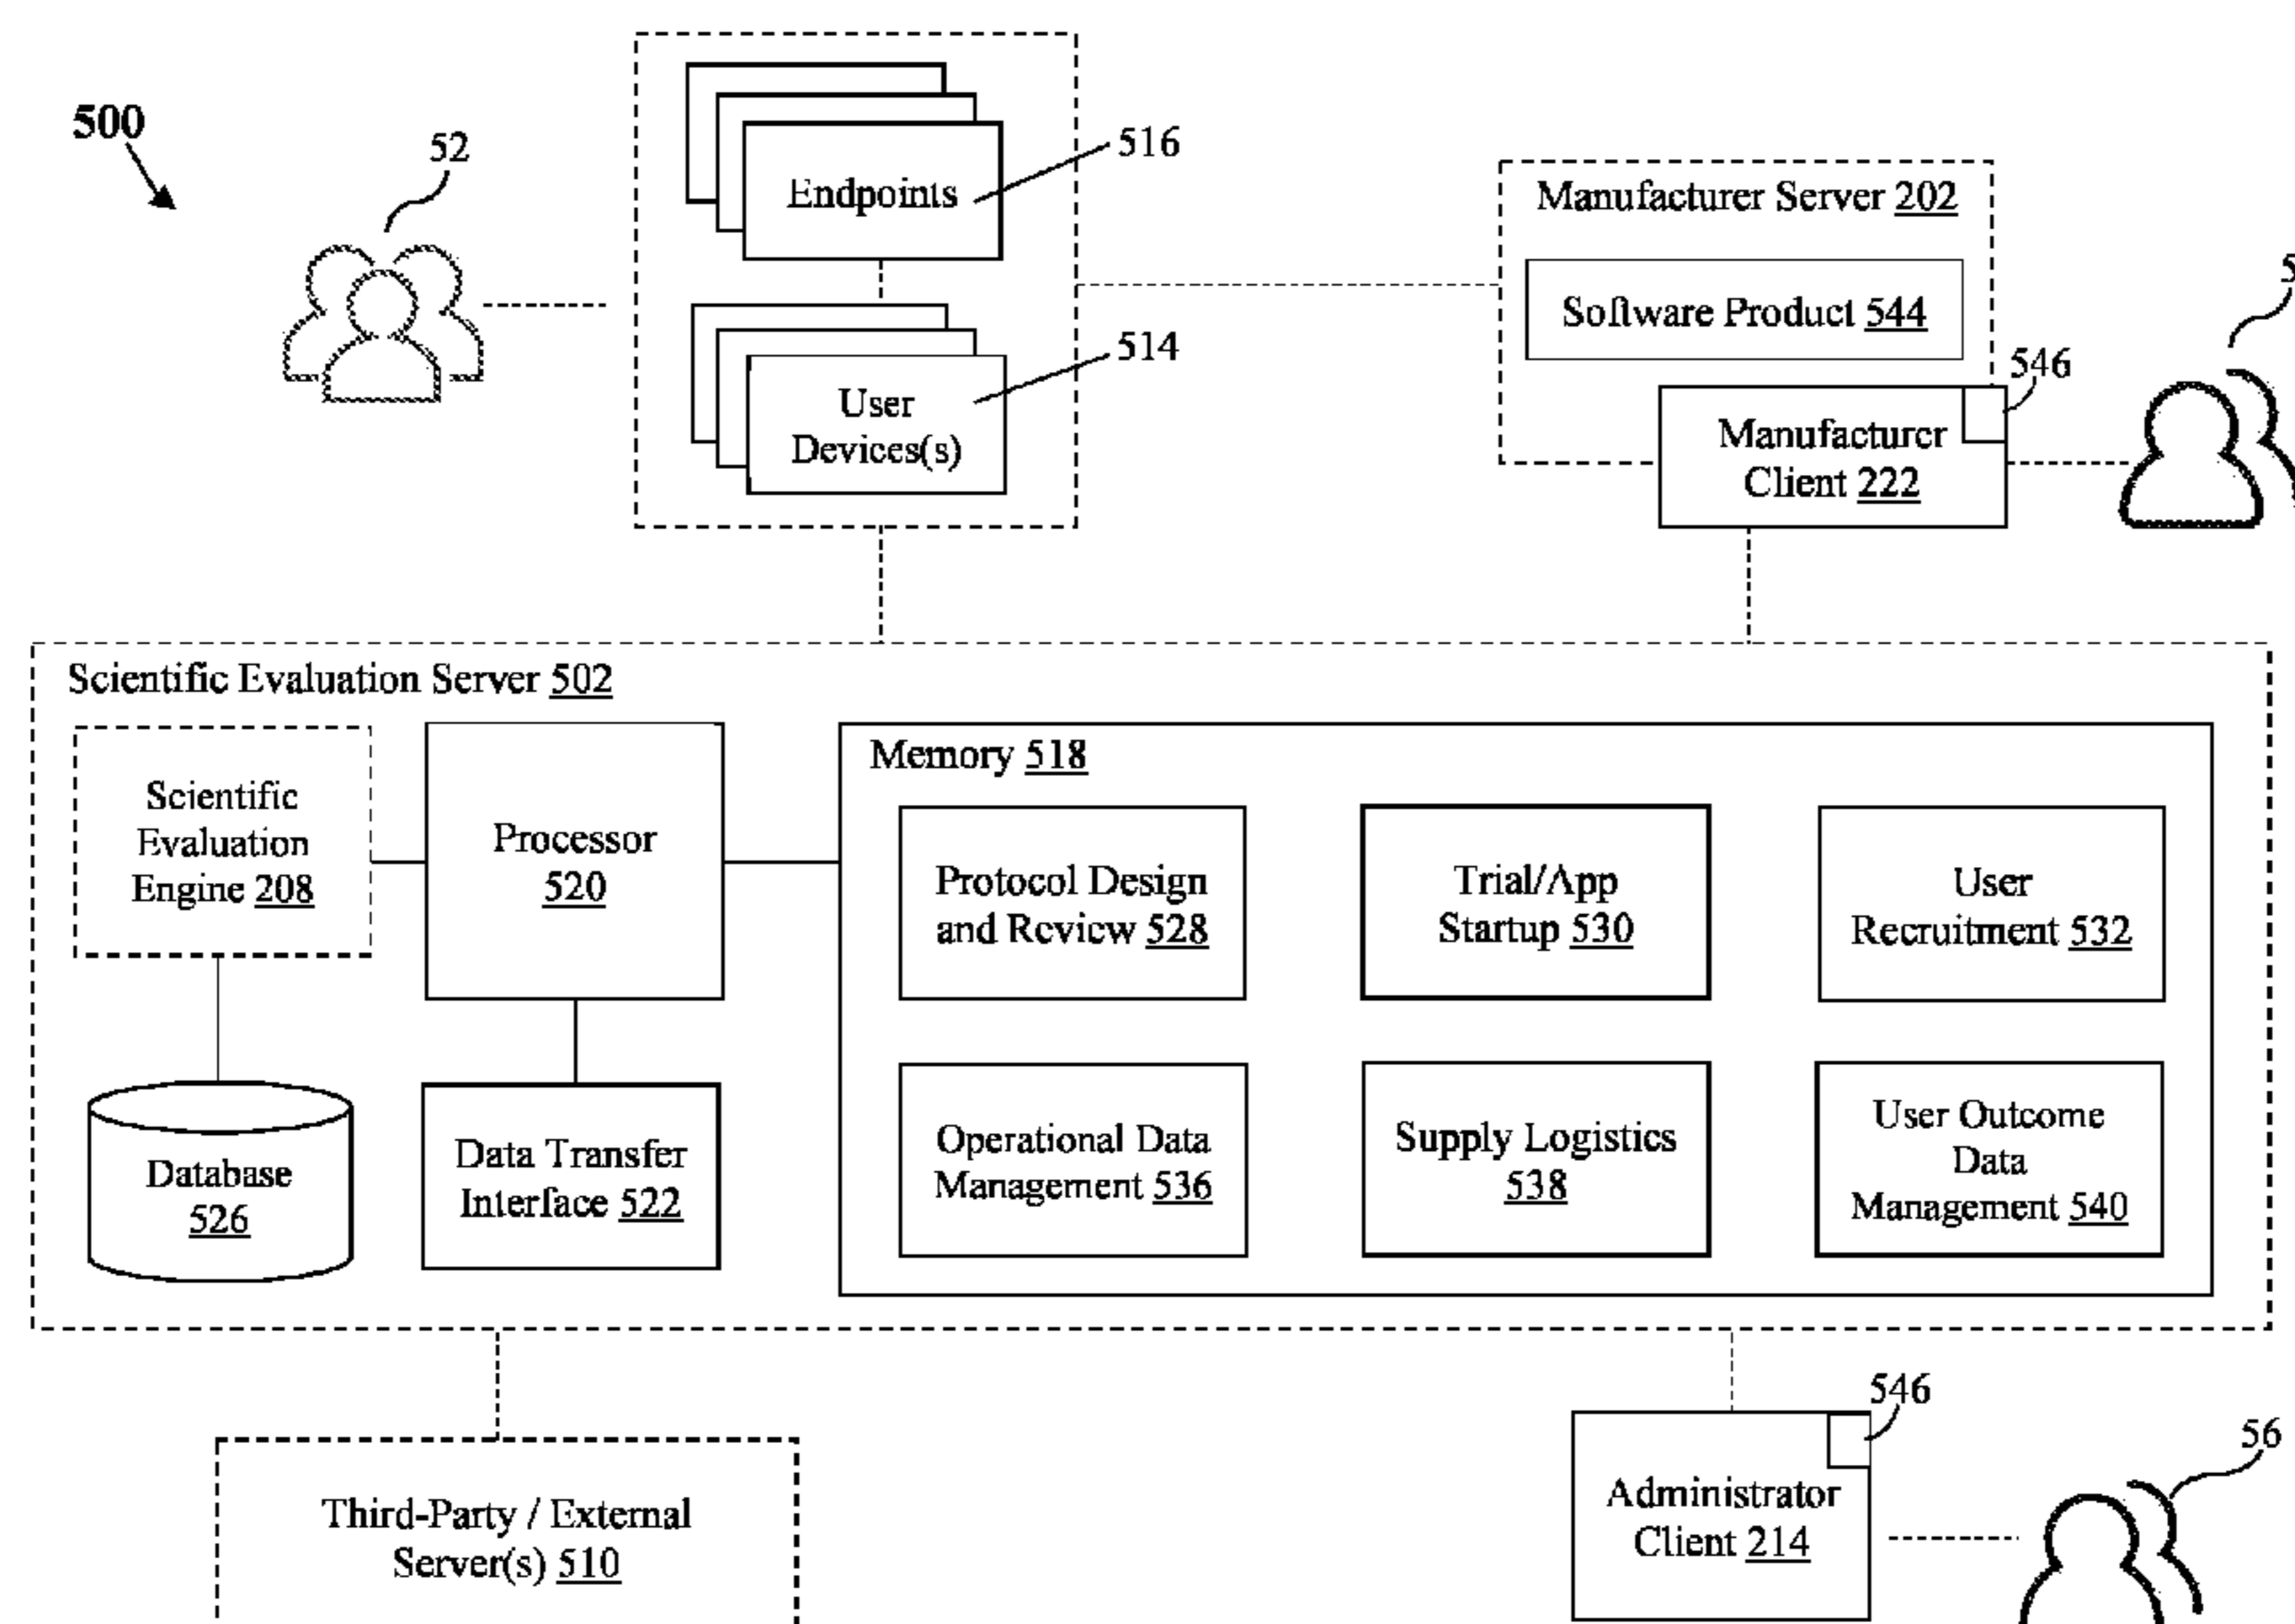 500
52
Endpoints
516
User
Devices(s)
514
Manufacturer Server 202
Software Product 544
546
Manufacturer
Client 222
Scientific Evaluation Server 502
Scientific
Evaluation
Engine 208
Processor
520
Memory 518
Protocol Design
and Review 528
Trial/App
Startup 530
User
Recruitment 532
Database
526
Data Transfer
Interface 522
Operational Data
Management 536
Supply Logistics
538
User Outcome
Data
Management 540
Third-Party / External
Server(s) 510
546
Administrator
Client 214
56